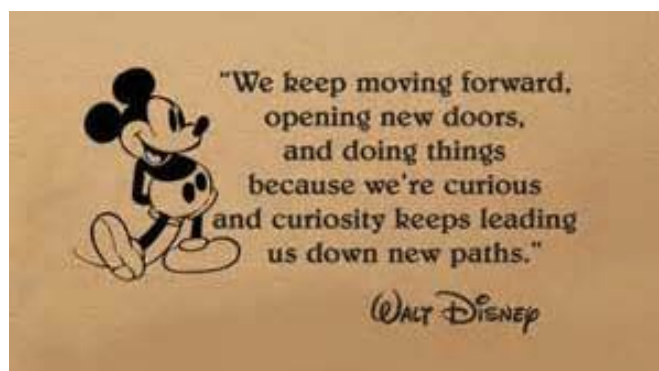 "We keep moving forward,
opening new doors,
and doing things
because we're curious
and curiosity keeps leading
us down new paths."
Walt Disney